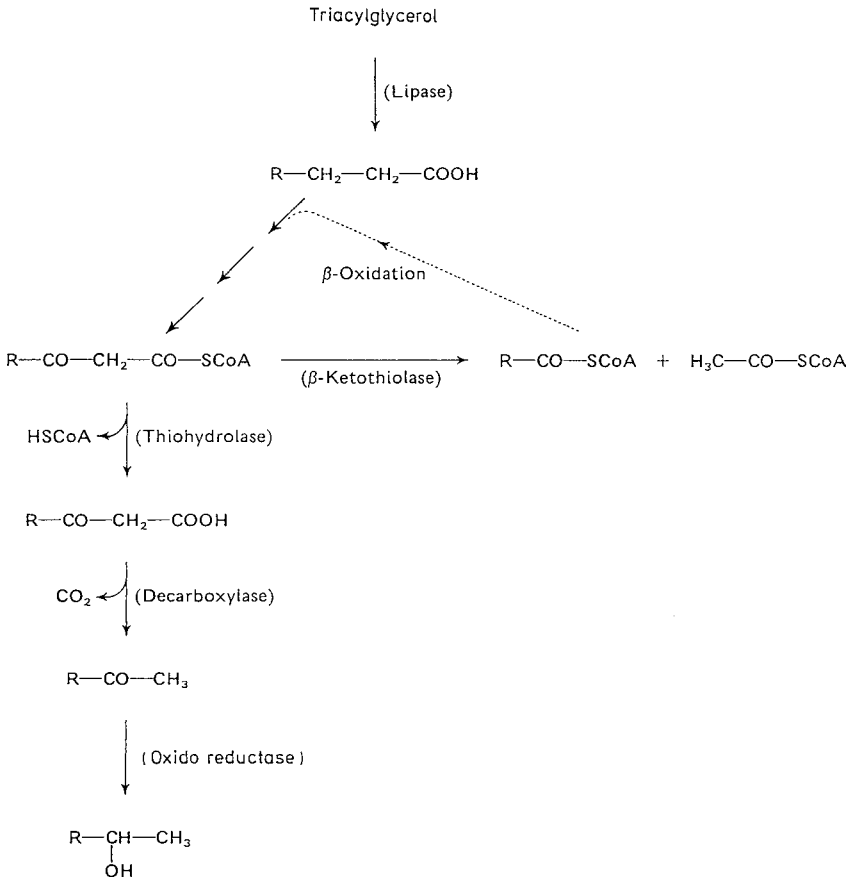 Triacylglycerol
(Lipase)
R—CH₂—CH₂—COOH
β-Oxidation
R—CO—CH₂—CO—SCoA
(β-Ketothiolase)
R—CO—SCoA + H₃C—CO—SCoA
HSCoA (Thiohydrolase)
R—CO—CH₂—COOH
CO₂ (Decarboxylase)
R—CO—CH₃
(Oxido reductase)
R—CH—CH₃
OH